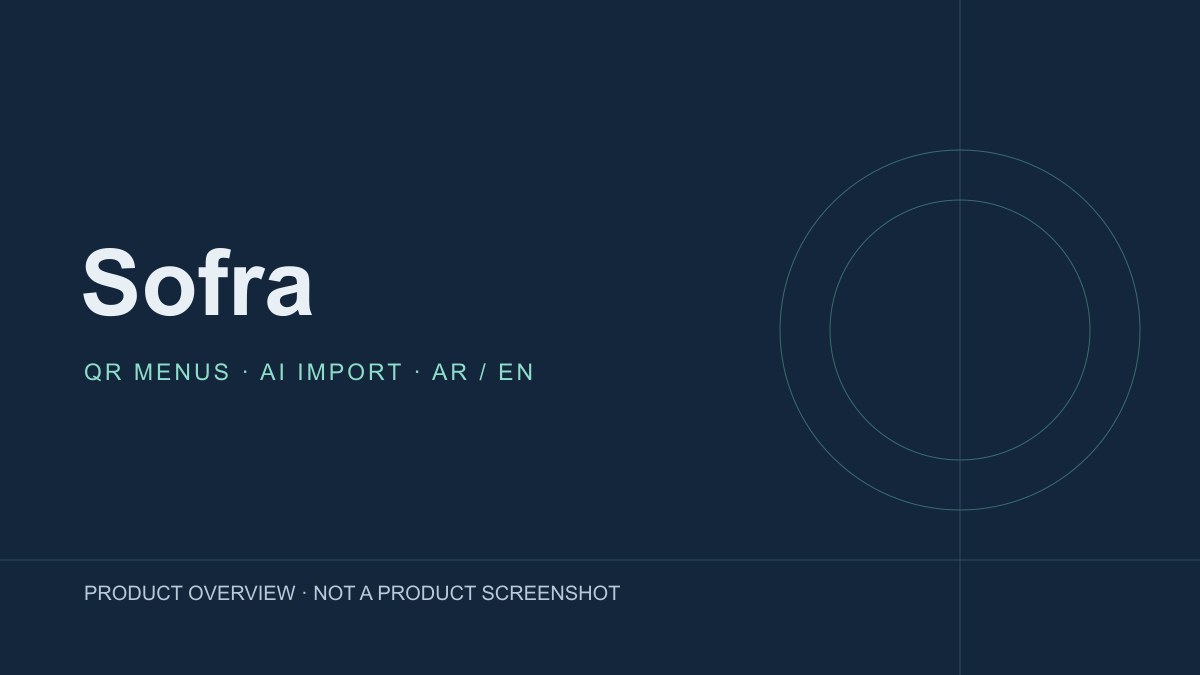 Sofra
QR MENUS · AI IMPORT · AR / EN
PRODUCT OVERVIEW · NOT A PRODUCT SCREENSHOT